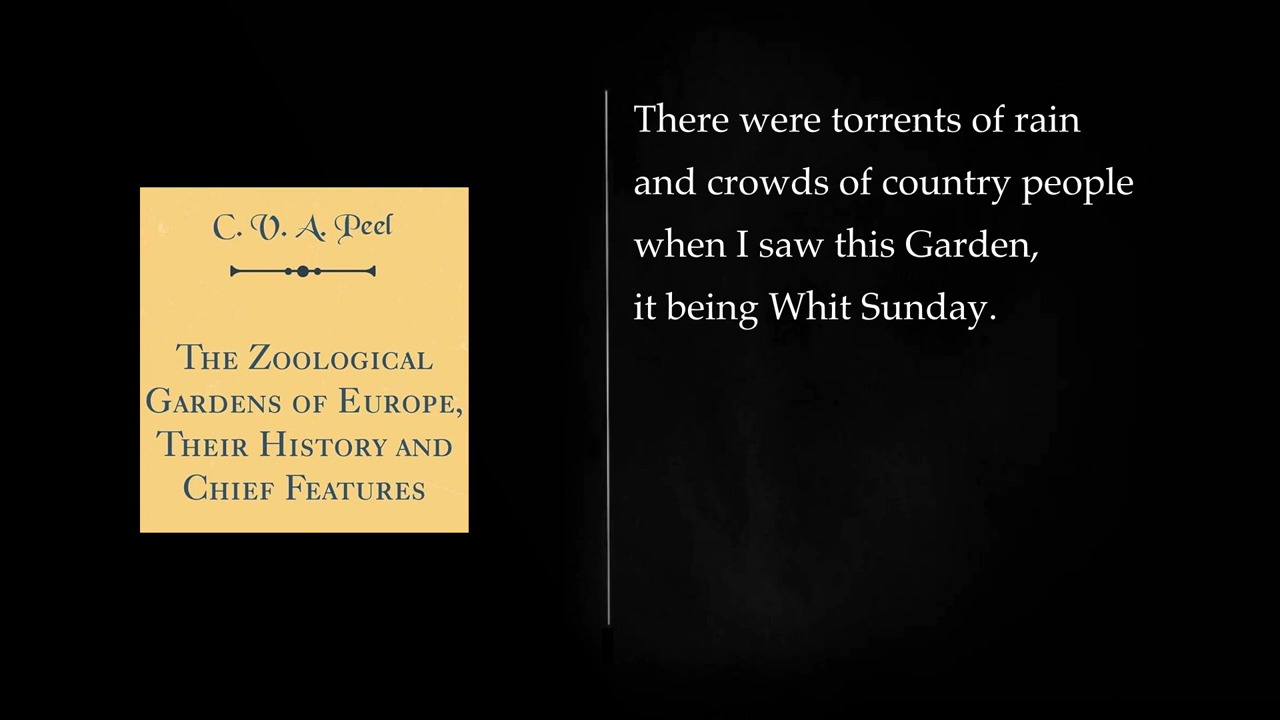 C. V. A. Peel
The Zoological
Gardens of Europe,
Their History and
Chief Features
There were torrents of rain
and crowds of country people
when I saw this Garden,
it being Whit Sunday.